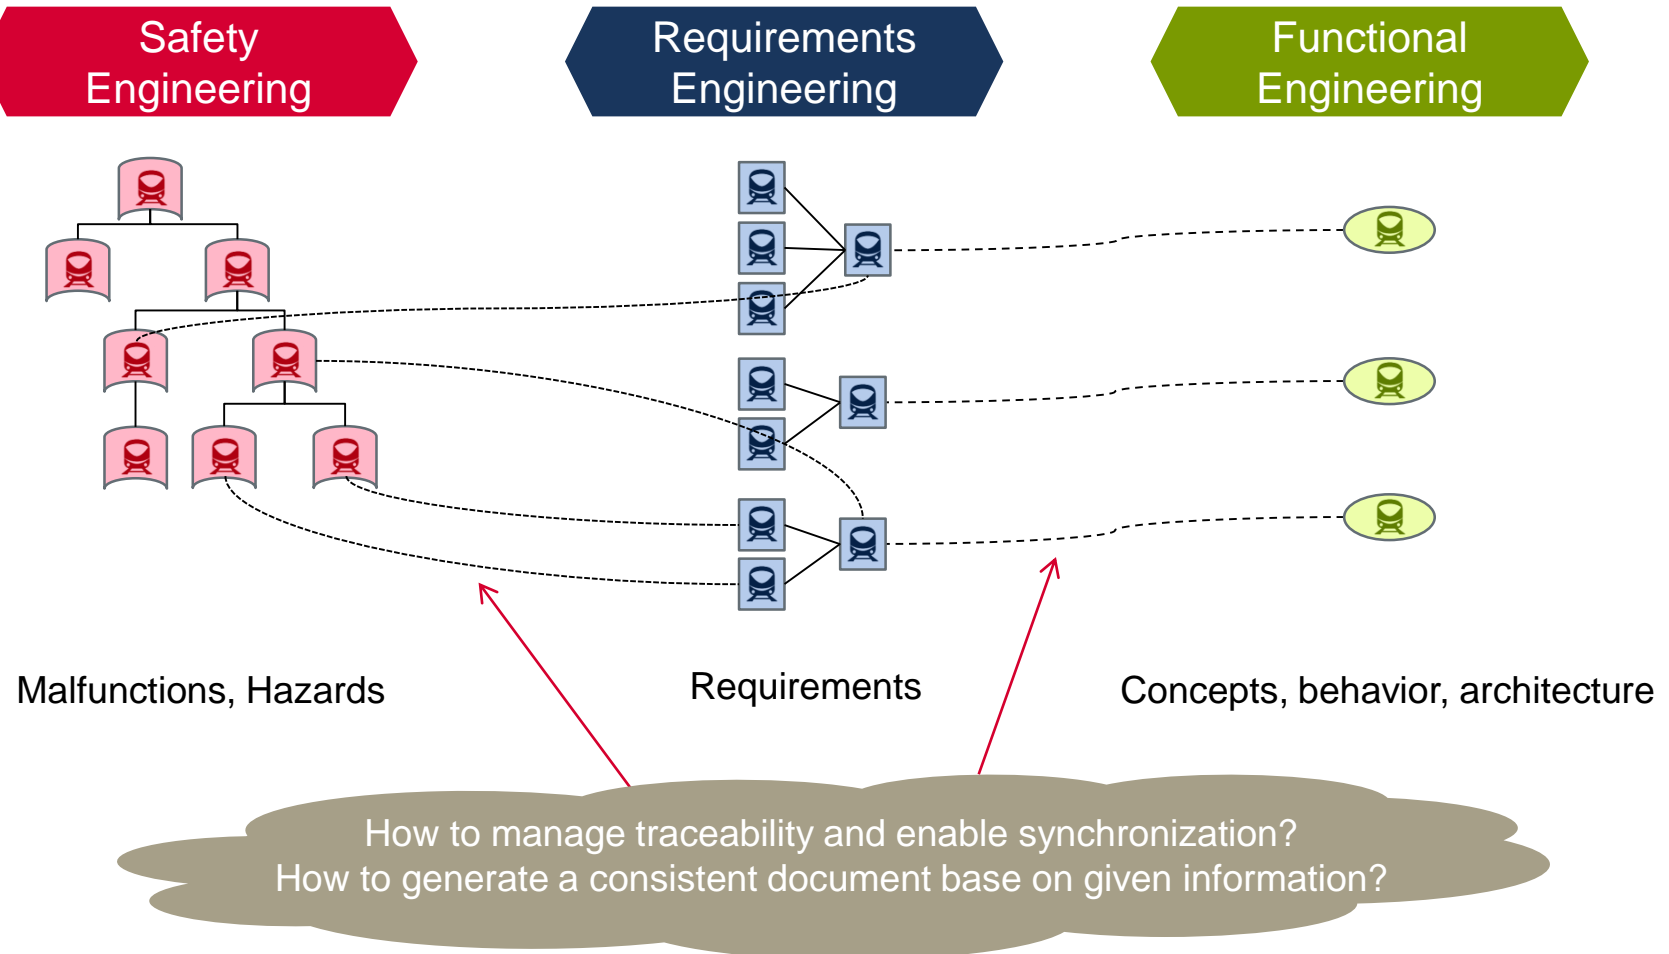 Safety
Engineering
Requirements
Engineering
Functional
Engineering
Malfunctions, Hazards
Requirements
Concepts, behavior, architecture
How to manage traceability and enable synchronization?
How to generate a consistent document base on given information?